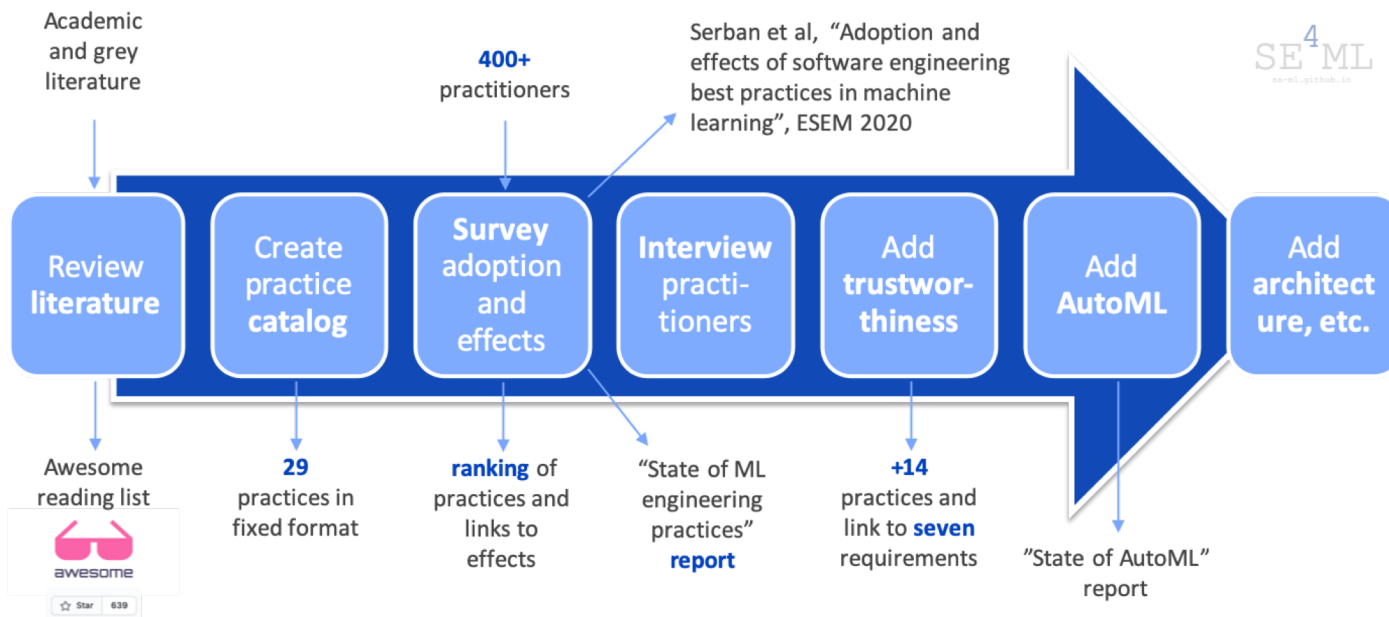 Academic
and grey
literature
400+
practitioners
Serban et al, “Adoption and
effects of software engineering
best practices in machine
learning”, ESEM 2020
SE4ML
se-ml.github.io
Review
literature
Create
practice
catalog
Survey
adoption
and
effects
Interview
practi-
tioners
Add
trustwor-
thiness
Add
AutoML
Add
architect
ure, etc.
Awesome
reading list
awesome
Star 639
29
practices in
fixed format
ranking of
practices and
links to
effects
“State of ML
engineering
practices”
report
+14
practices and
link to seven
requirements
”State of AutoML”
report